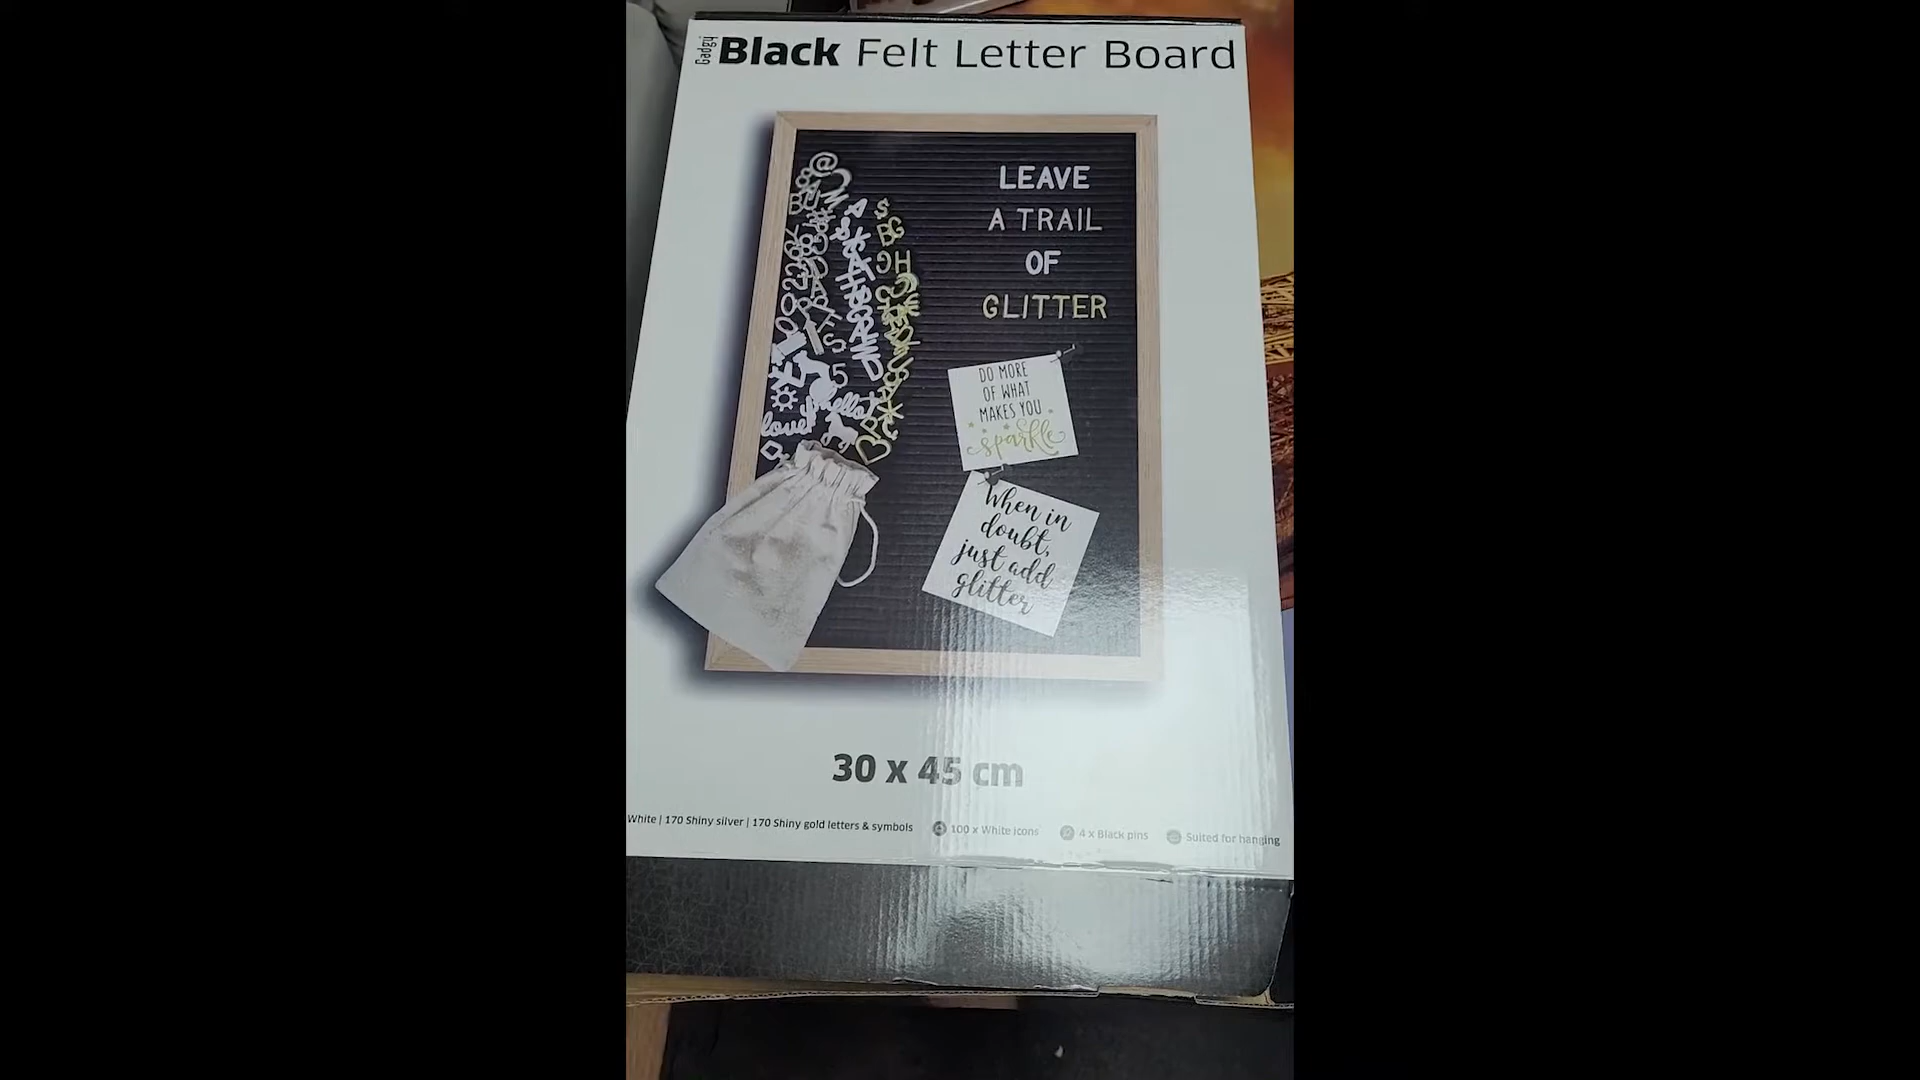 Gadgy
Black Felt Letter Board
LEAVE
A TRAIL
OF
GLITTER
DO MORE
OF WHAT
MAKES YOU
sparkle
When in
doubt,
just add
glitter
hello
love
30 x 45 cm
White | 170 Shiny silver | 170 Shiny gold letters & symbols 100 x White icons 4 x Black pins Suited for hanging